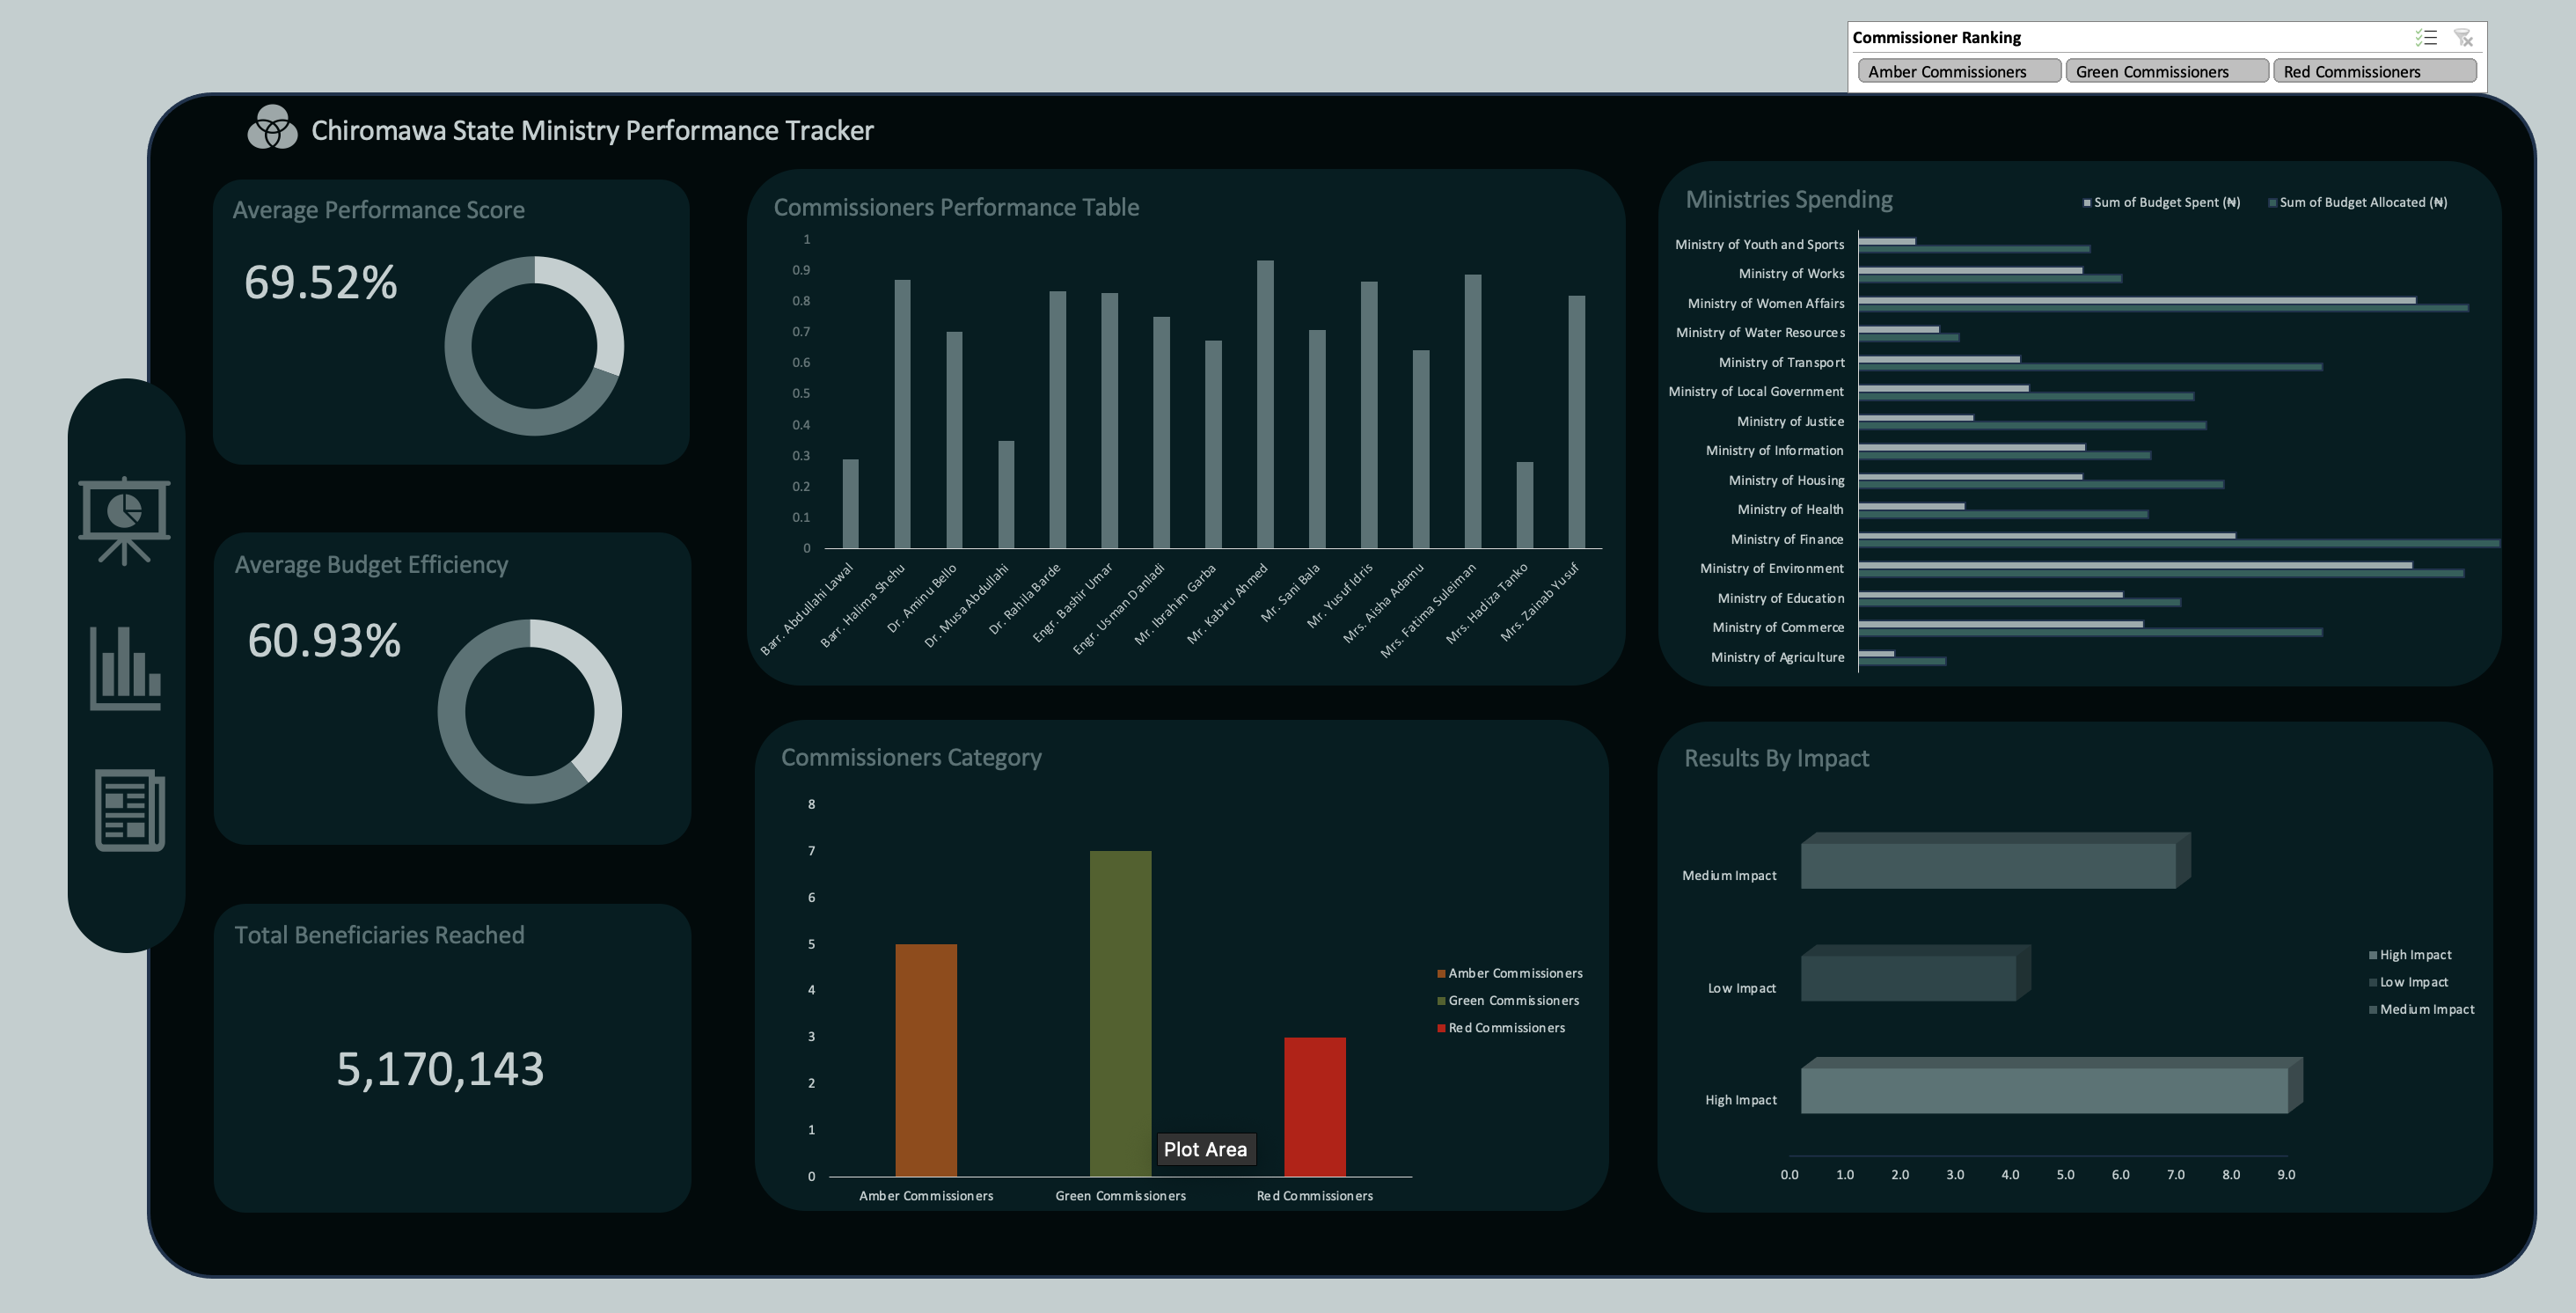 Commissioner Ranking
Amber Commissioners
Green Commissioners
Red Commissioners
Chiromawa State Ministry Performance Tracker
Average Performance Score
69.52%
Average Budget Efficiency
60.93%
Total Beneficiaries Reached
5,170,143
Commissioners Performance Table
1
0.9
0.8
0.7
0.6
0.5
0.4
0.3
0.2
0.1
0
Barr. Abdullahi Lawal
Barr. Halima Shehu
Dr. Aminu Bello
Dr. Musa Abdullahi
Dr. Rahila Barde
Engr. Bashir Umar
Engr. Usman Danladi
Mr. Ibrahim Garba
Mr. Kabiru Ahmed
Mr. Sani Bala
Mr. Yusuf Idris
Mrs. Aisha Adamu
Mrs. Fatima Suleiman
Mrs. Hadiza Tanko
Mrs. Zainab Yusuf
Ministries Spending
Sum of Budget Spent (₦)
Sum of Budget Allocated (₦)
Ministry of Youth and Sports
Ministry of Works
Ministry of Women Affairs
Ministry of Water Resources
Ministry of Transport
Ministry of Local Government
Ministry of Justice
Ministry of Information
Ministry of Housing
Ministry of Health
Ministry of Finance
Ministry of Environment
Ministry of Education
Ministry of Commerce
Ministry of Agriculture
Commissioners Category
8
7
6
5
4
3
2
1
0
Amber Commissioners
Green Commissioners
Red Commissioners
Plot Area
Amber Commissioners
Green Commissioners
Red Commissioners
Results By Impact
Medium Impact
Low Impact
High Impact
0.0 1.0 2.0 3.0 4.0 5.0 6.0 7.0 8.0 9.0
High Impact
Low Impact
Medium Impact